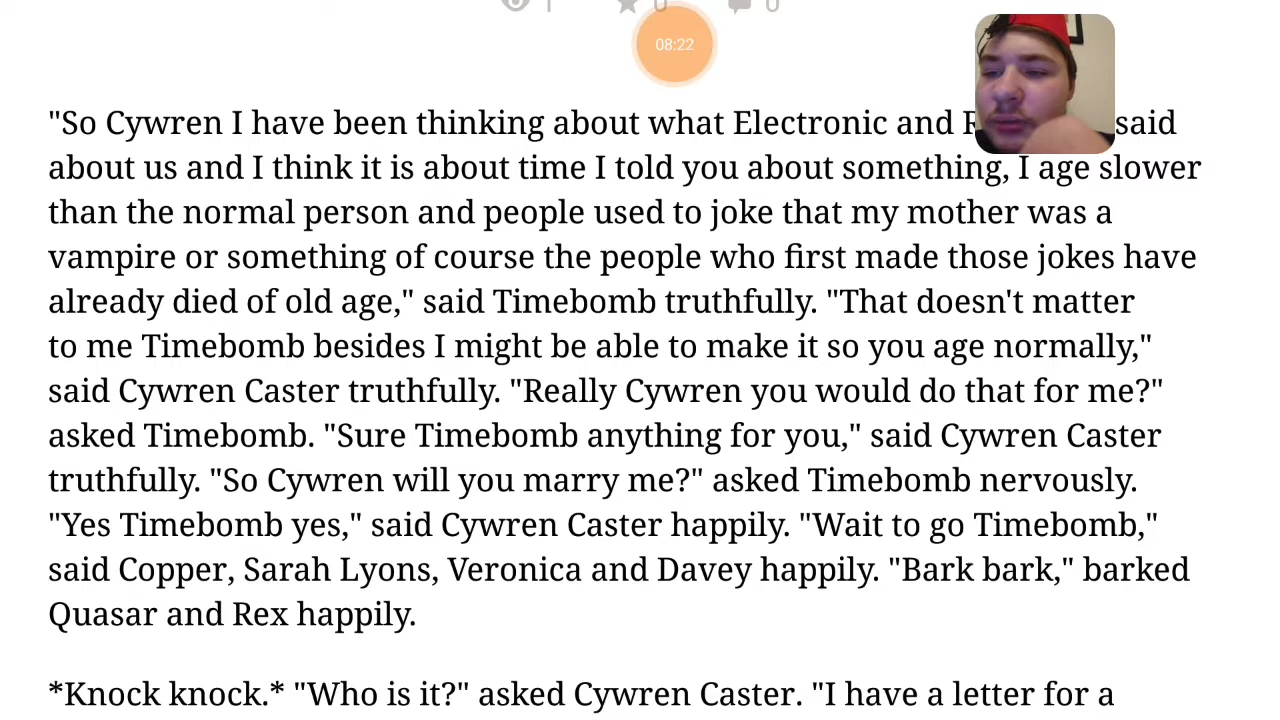 1 0 0
08:22
"So Cywren I have been thinking about what Electronic and said
about us and I think it is about time I told you about something, I age slower
than the normal person and people used to joke that my mother was a
vampire or something of course the people who first made those jokes have
already died of old age," said Timebomb truthfully. "That doesn't matter
to me Timebomb besides I might be able to make it so you age normally,"
said Cywren Caster truthfully. "Really Cywren you would do that for me?"
asked Timebomb. "Sure Timebomb anything for you," said Cywren Caster
truthfully. "So Cywren will you marry me?" asked Timebomb nervously.
"Yes Timebomb yes," said Cywren Caster happily. "Wait to go Timebomb,"
said Copper, Sarah Lyons, Veronica and Davey happily. "Bark bark," barked
Quasar and Rex happily.
*Knock knock.* "Who is it?" asked Cywren Caster. "I have a letter for a